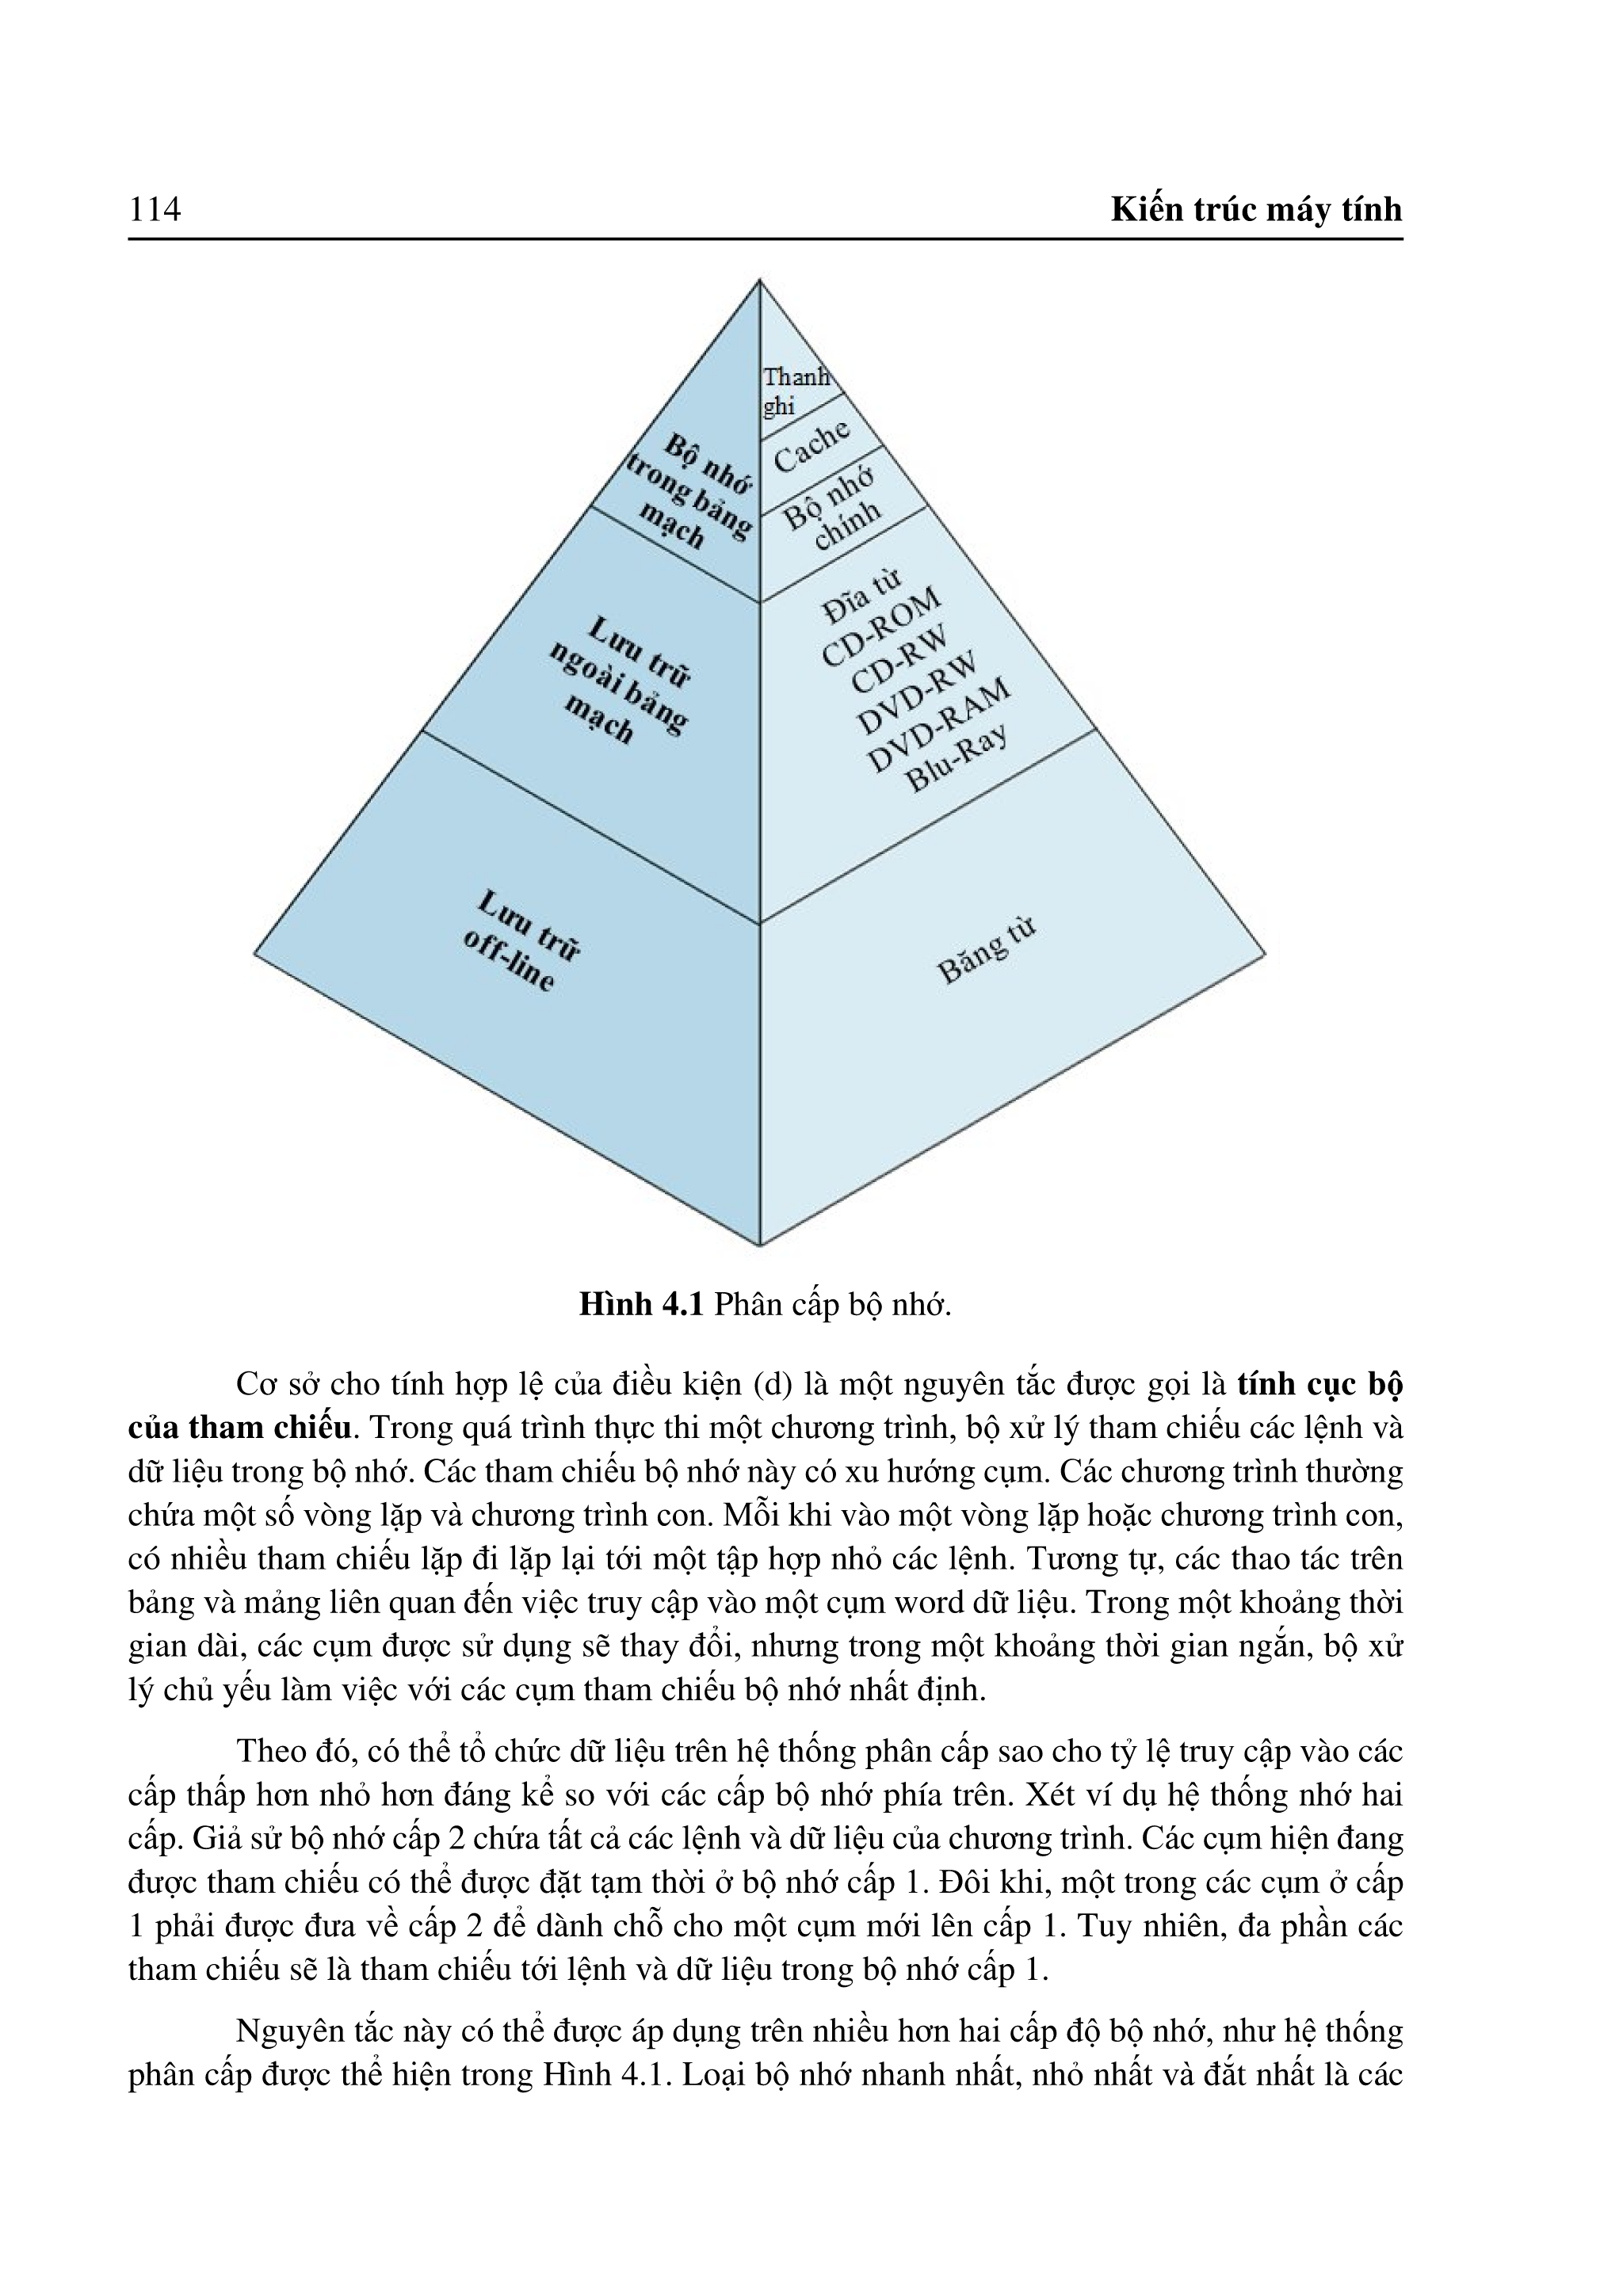 114
Kiến trúc máy tính
Thanh
ghi
Cache
Bộ nhớ
chính
Bộ nhớ
trong bảng
mạch
Đĩa từ
CD-ROM
CD-RW
DVD-RW
DVD-RAM
Blu-Ray
Lưu trữ
ngoài bảng
mạch
Lưu trữ
off-line
Băng từ
Hình 4.1 Phân cấp bộ nhớ.
Cơ sở cho tính hợp lệ của điều kiện (d) là một nguyên tắc được gọi là tính cục bộ
của tham chiếu. Trong quá trình thực thi một chương trình, bộ xử lý tham chiếu các lệnh và
dữ liệu trong bộ nhớ. Các tham chiếu bộ nhớ này có xu hướng cụm. Các chương trình thường
chứa một số vòng lặp và chương trình con. Mỗi khi vào một vòng lặp hoặc chương trình con,
có nhiều tham chiếu lặp đi lặp lại tới một tập hợp nhỏ các lệnh. Tương tự, các thao tác trên
bảng và mảng liên quan đến việc truy cập vào một cụm word dữ liệu. Trong một khoảng thời
gian dài, các cụm được sử dụng sẽ thay đổi, nhưng trong một khoảng thời gian ngắn, bộ xử
lý chủ yếu làm việc với các cụm tham chiếu bộ nhớ nhất định.
Theo đó, có thể tổ chức dữ liệu trên hệ thống phân cấp sao cho tỷ lệ truy cập vào các
cấp thấp hơn nhỏ hơn đáng kể so với các cấp bộ nhớ phía trên. Xét ví dụ hệ thống nhớ hai
cấp. Giả sử bộ nhớ cấp 2 chứa tất cả các lệnh và dữ liệu của chương trình. Các cụm hiện đang
được tham chiếu có thể được đặt tạm thời ở bộ nhớ cấp 1. Đôi khi, một trong các cụm ở cấp
1 phải được đưa về cấp 2 để dành chỗ cho một cụm mới lên cấp 1. Tuy nhiên, đa phần các
tham chiếu sẽ là tham chiếu tới lệnh và dữ liệu trong bộ nhớ cấp 1.
Nguyên tắc này có thể được áp dụng trên nhiều hơn hai cấp độ bộ nhớ, như hệ thống
phân cấp được thể hiện trong Hình 4.1. Loại bộ nhớ nhanh nhất, nhỏ nhất và đắt nhất là các